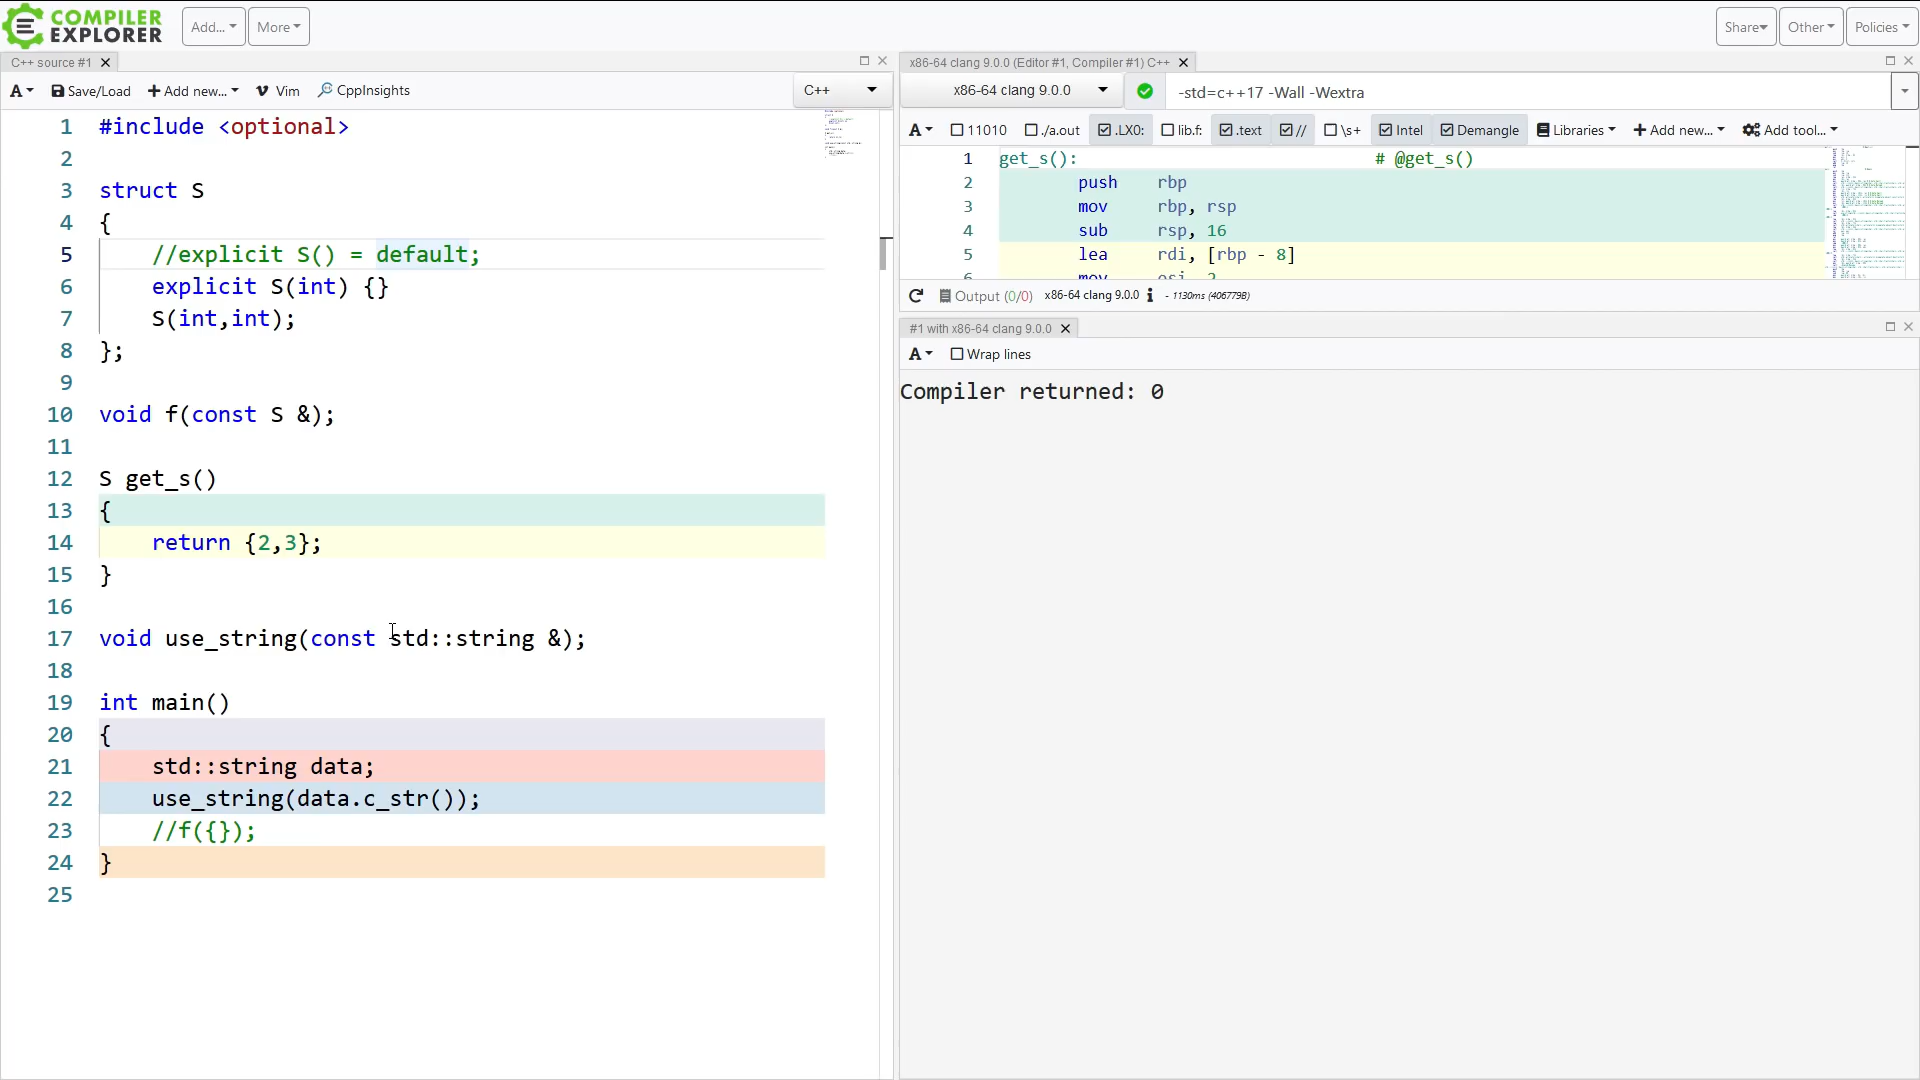 COMPILER
EXPLORER
Add...
More
Share
Other
Policies
C++ source #1
A
Save/Load
Add new...
Vim
CppInsights
C++
1 #include <optional>
2
3 struct S
4 {
5     //explicit S() = default;
6     explicit S(int) {}
7     S(int,int);
8 };
9
10 void f(const S &);
11
12 S get_s()
13 {
14     return {2,3};
15 }
16
17 void use_string(const std::string &);
18
19 int main()
20 {
21     std::string data;
22     use_string(data.c_str());
23     //f({});
24 }
25
x86-64 clang 9.0.0 (Editor #1, Compiler #1) C++
x86-64 clang 9.0.0
-std=c++17 -Wall -Wextra
A
11010
./a.out
.LX0:
lib.f:
.text
//
\s+
Intel
Demangle
Libraries
Add new...
Add tool...
1 get_s(): # @get_s()
2 push rbp
3 mov rbp, rsp
4 sub rsp, 16
5 lea rdi, [rbp - 8]
Output (0/0) x86-64 clang 9.0.0 i - 1130ms (406779B)
#1 with x86-64 clang 9.0.0
A
Wrap lines
Compiler returned: 0